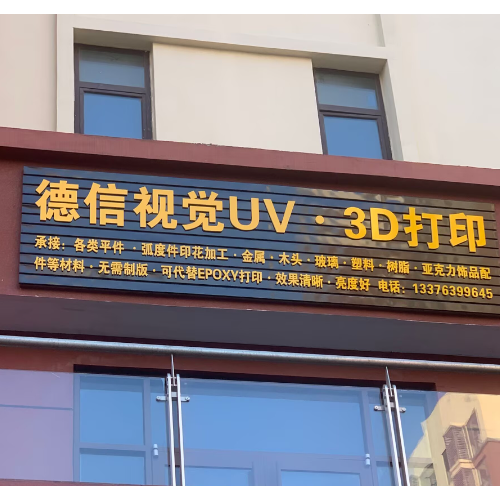 德信视觉UV·3D打印
承接：各类平件·弧度件印花加工·金属·木头·玻璃·塑料·树脂·亚克力饰品配
件等材料·无需制版·可代替EPOXY打印·效果清晰·亮度好 电话：13376399645